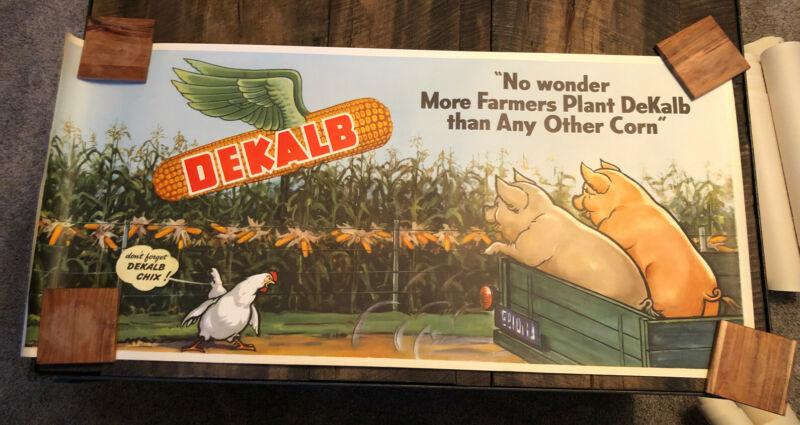 "No wonder
More Farmers Plant DeKalb
than Any Other Corn"
DEKALB
don't forget
DEKALB
CHIX!